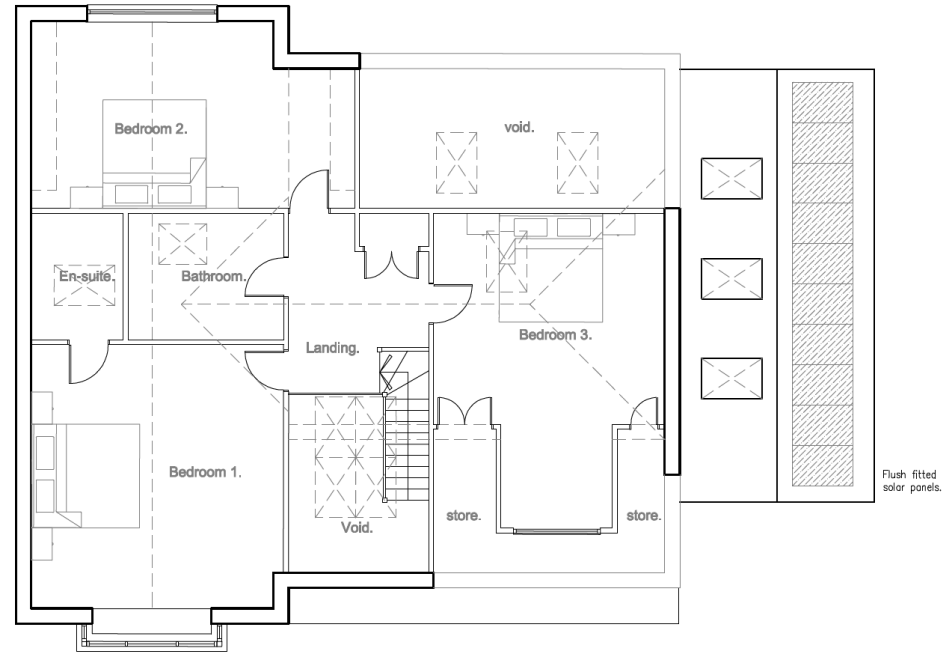 Bedroom 2.
void.
En-suite.
Bathroom.
Landing.
Bedroom 3.
Bedroom 1.
Void.
store.
store.
Flush fitted
solar panels.